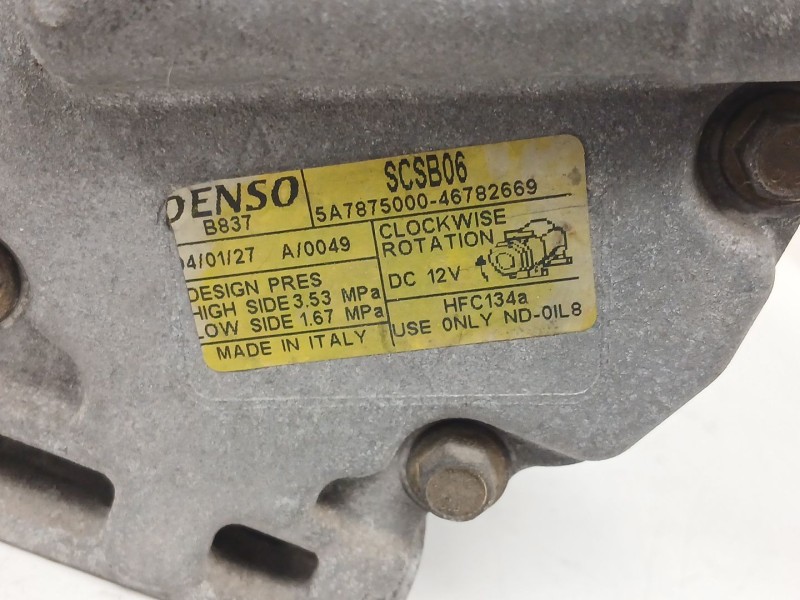 DENSO
B837
SCSB06
5A7875000-46782669
04/01/27 A/0049
CLOCKWISE
ROTATION
DC 12V
DESIGN PRES
HIGH SIDE 3.53 MPa
LOW SIDE 1.67 MPa
MADE IN ITALY
HFC134a
USE ONLY ND-OIL8